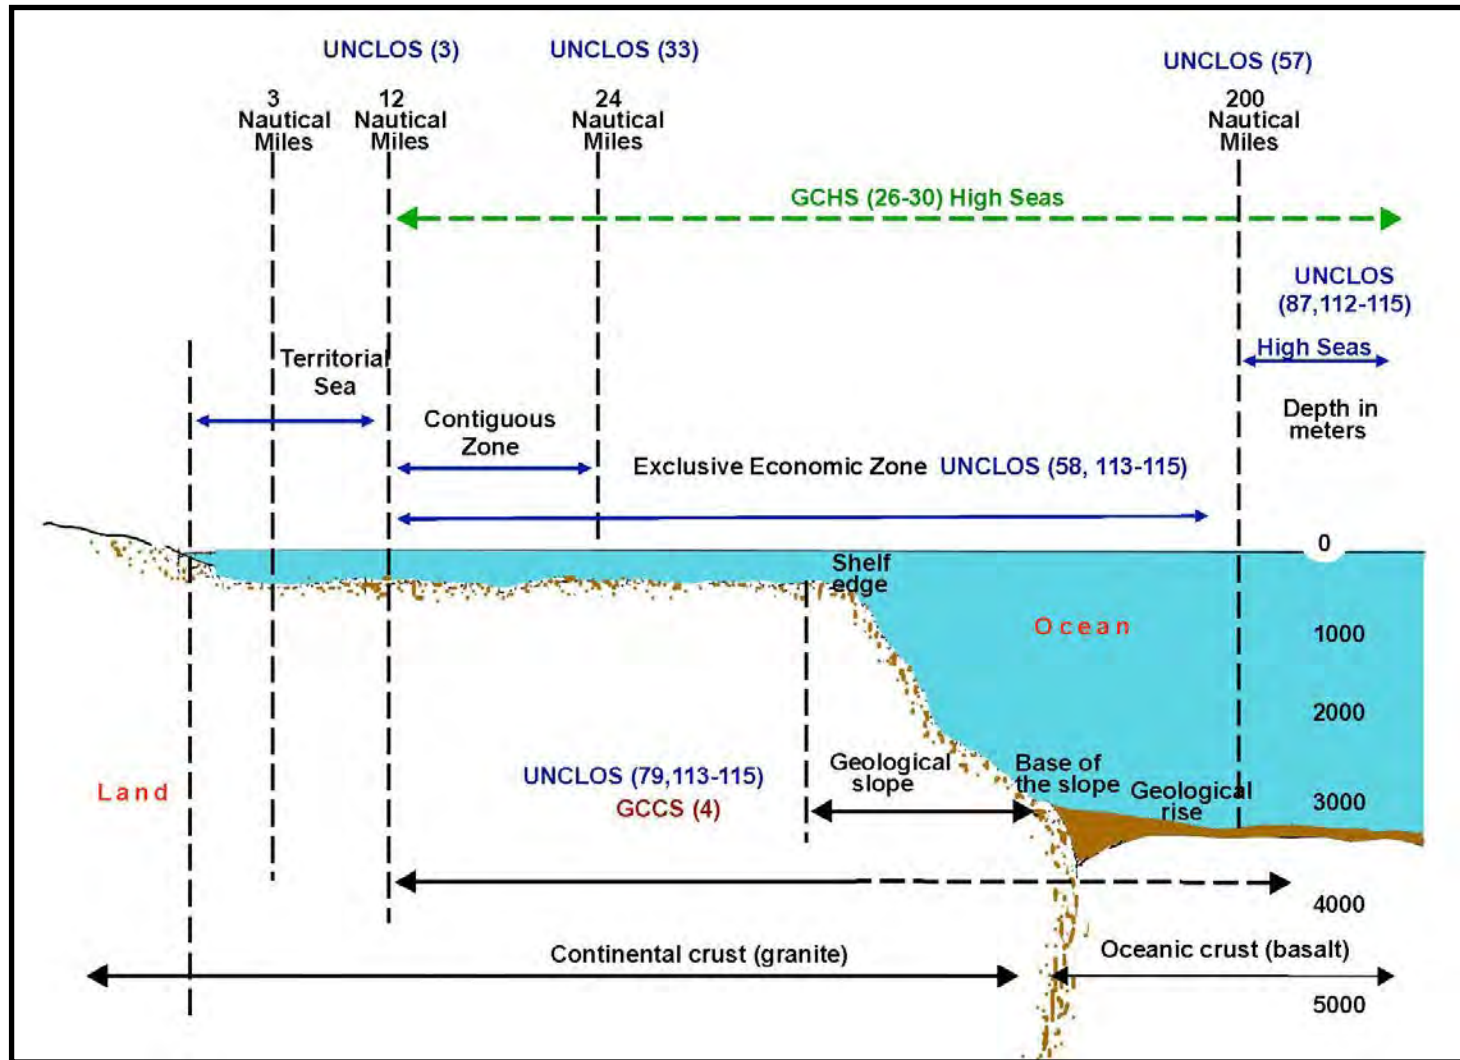 UNCLOS (3)
UNCLOS (33)
UNCLOS (57)
3
Nautical
Miles
12
Nautical
Miles
24
Nautical
Miles
200
Nautical
Miles
GCHS (26-30) High Seas
UNCLOS
(87,112-115)
High Seas
Territorial
Sea
Contiguous
Zone
Depth in
meters
Exclusive Economic Zone UNCLOS (58, 113-115)
0
Shelf
edge
Ocean
1000
2000
UNCLOS (79,113-115)
GCCS (4)
Geological
slope
Base of
the slope
Geological
rise
Land
3000
4000
Continental crust (granite)
Oceanic crust (basalt)
5000